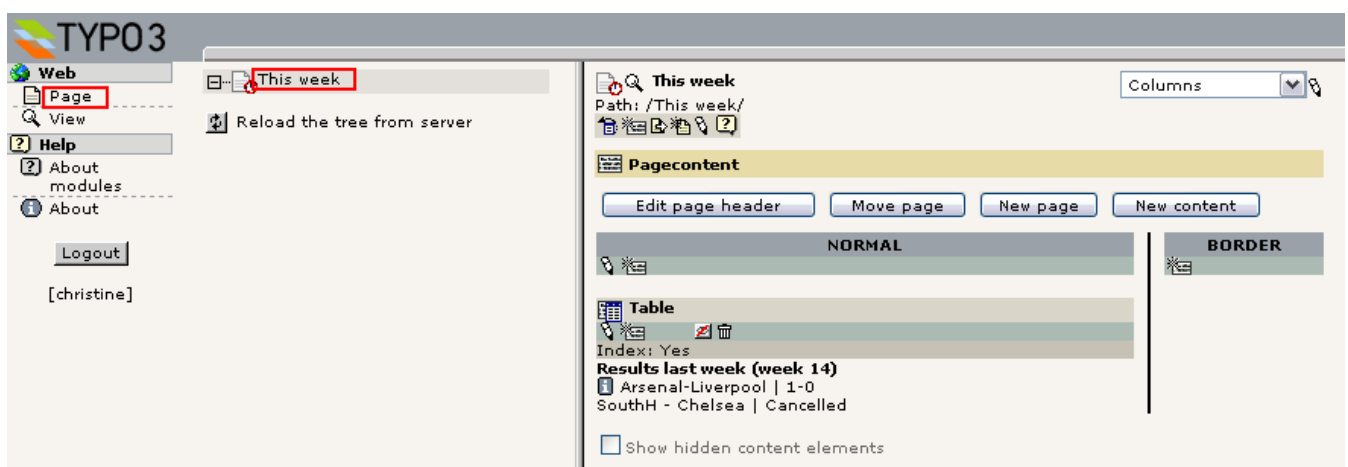 TYPO3
Web
Page
View
Help
About
modules
About
Logout
[christine]
This week
Reload the tree from server
This week
Path: /This week/
Columns
Pagecontent
Edit page header
Move page
New page
New content
NORMAL
BORDER
Table
Index: Yes
Results last week (week 14)
Arsenal-Liverpool | 1-0
SouthH - Chelsea | Cancelled
Show hidden content elements